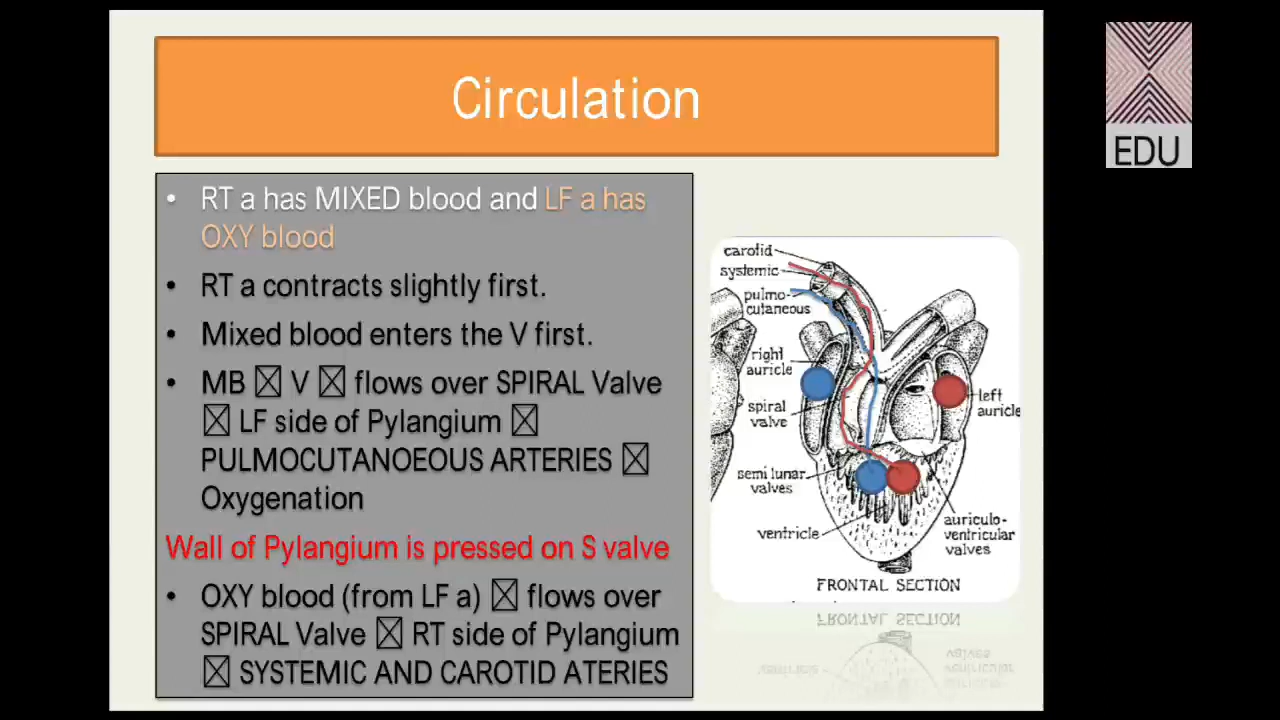 Circulation
EDU
• RT a has MIXED blood and LF a has
OXY blood
• RT a contracts slightly first.
• Mixed blood enters the V first.
• MB ☒ V ☒ flows over SPIRAL Valve
☒ LF side of Pylangium ☒
PULMOCUTANOEOUS ARTERIES ☒
Oxygenation
Wall of Pylangium is pressed on S valve
• OXY blood (from LF a) ☒ flows over
SPIRAL Valve ☒ RT side of Pylangium
☒ SYSTEMIC AND CAROTID ATERIES
carotid
systemic
pulmo-
cutaneous
right
auricle
left
auricle
spiral
valve
semi lunar
valves
ventricle
auriculo-
ventricular
valves
FRONTAL SECTION